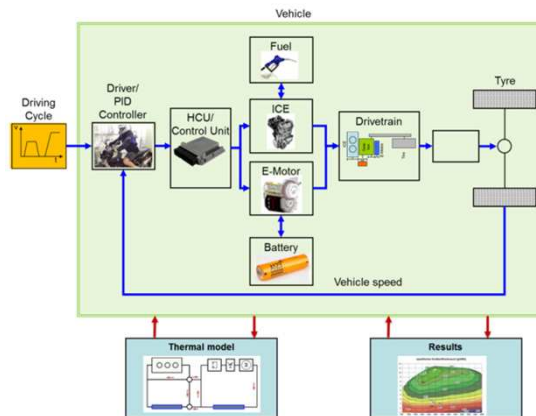 Vehicle
Fuel
Driver/
PID
Controller
Tyre
Driving
Cycle
HCU/
Control Unit
ICE
Drivetrain
E-Motor
Battery
Vehicle speed
Thermal model
Results